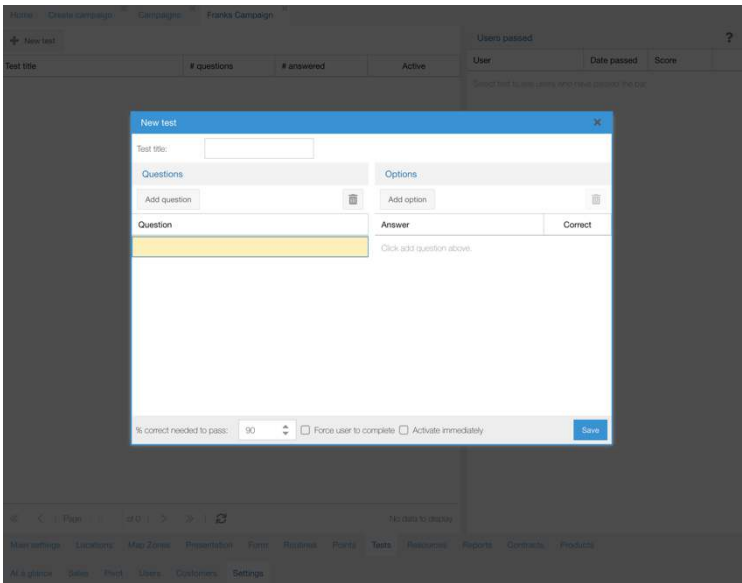 Home Create campaign Campaigns Franks Campaign
New test
Users passed ?
Test title # questions # answered Active
User Date passed Score
Select test to see users who have passed the test
New test
Test title:
Questions
Options
Add question
Add option
Question
Answer Correct
Click add question above.
% correct needed to pass: 90 Force user to complete Activate immediately Save
Page of 0 No data to display
Main settings Locations Map Zones Presentation Form Reserves Points Tests Resources Reports Contracts Products
At a glance Sales Pivot Users Customers Settings